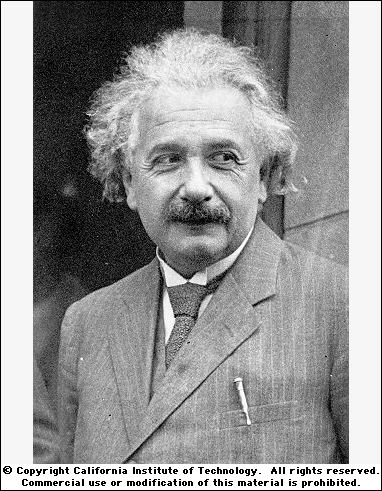 © Copyright California Institute of Technology. All rights reserved.
Commercial use or modification of this material is prohibited.